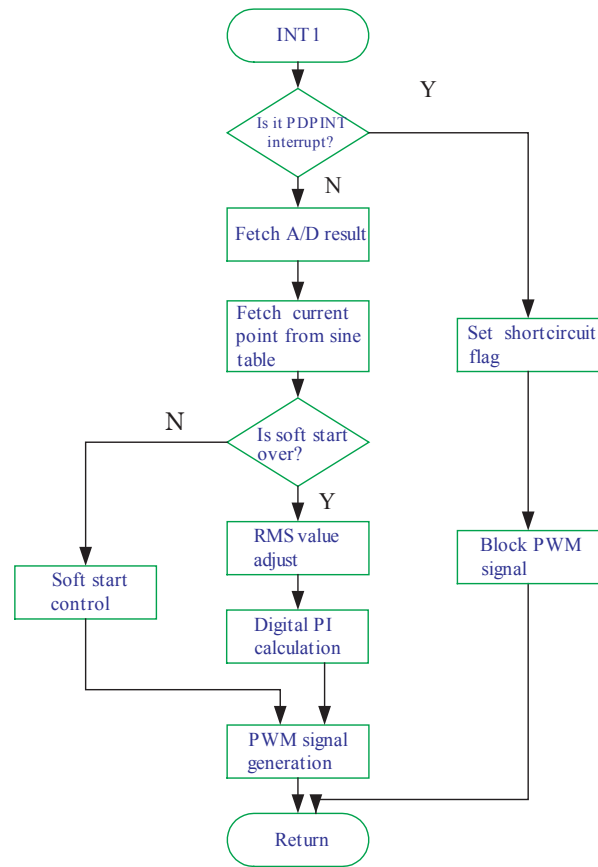 INT1
Y
Is it PDPINT
interrupt?
N
Fetch A/D result
Fetch current
point from sine
table
Set shortcircuit
flag
N
Is soft start
over?
Y
RMS value
adjust
Block PWM
signal
Soft start
control
Digital PI
calculation
PWM signal
generation
Return